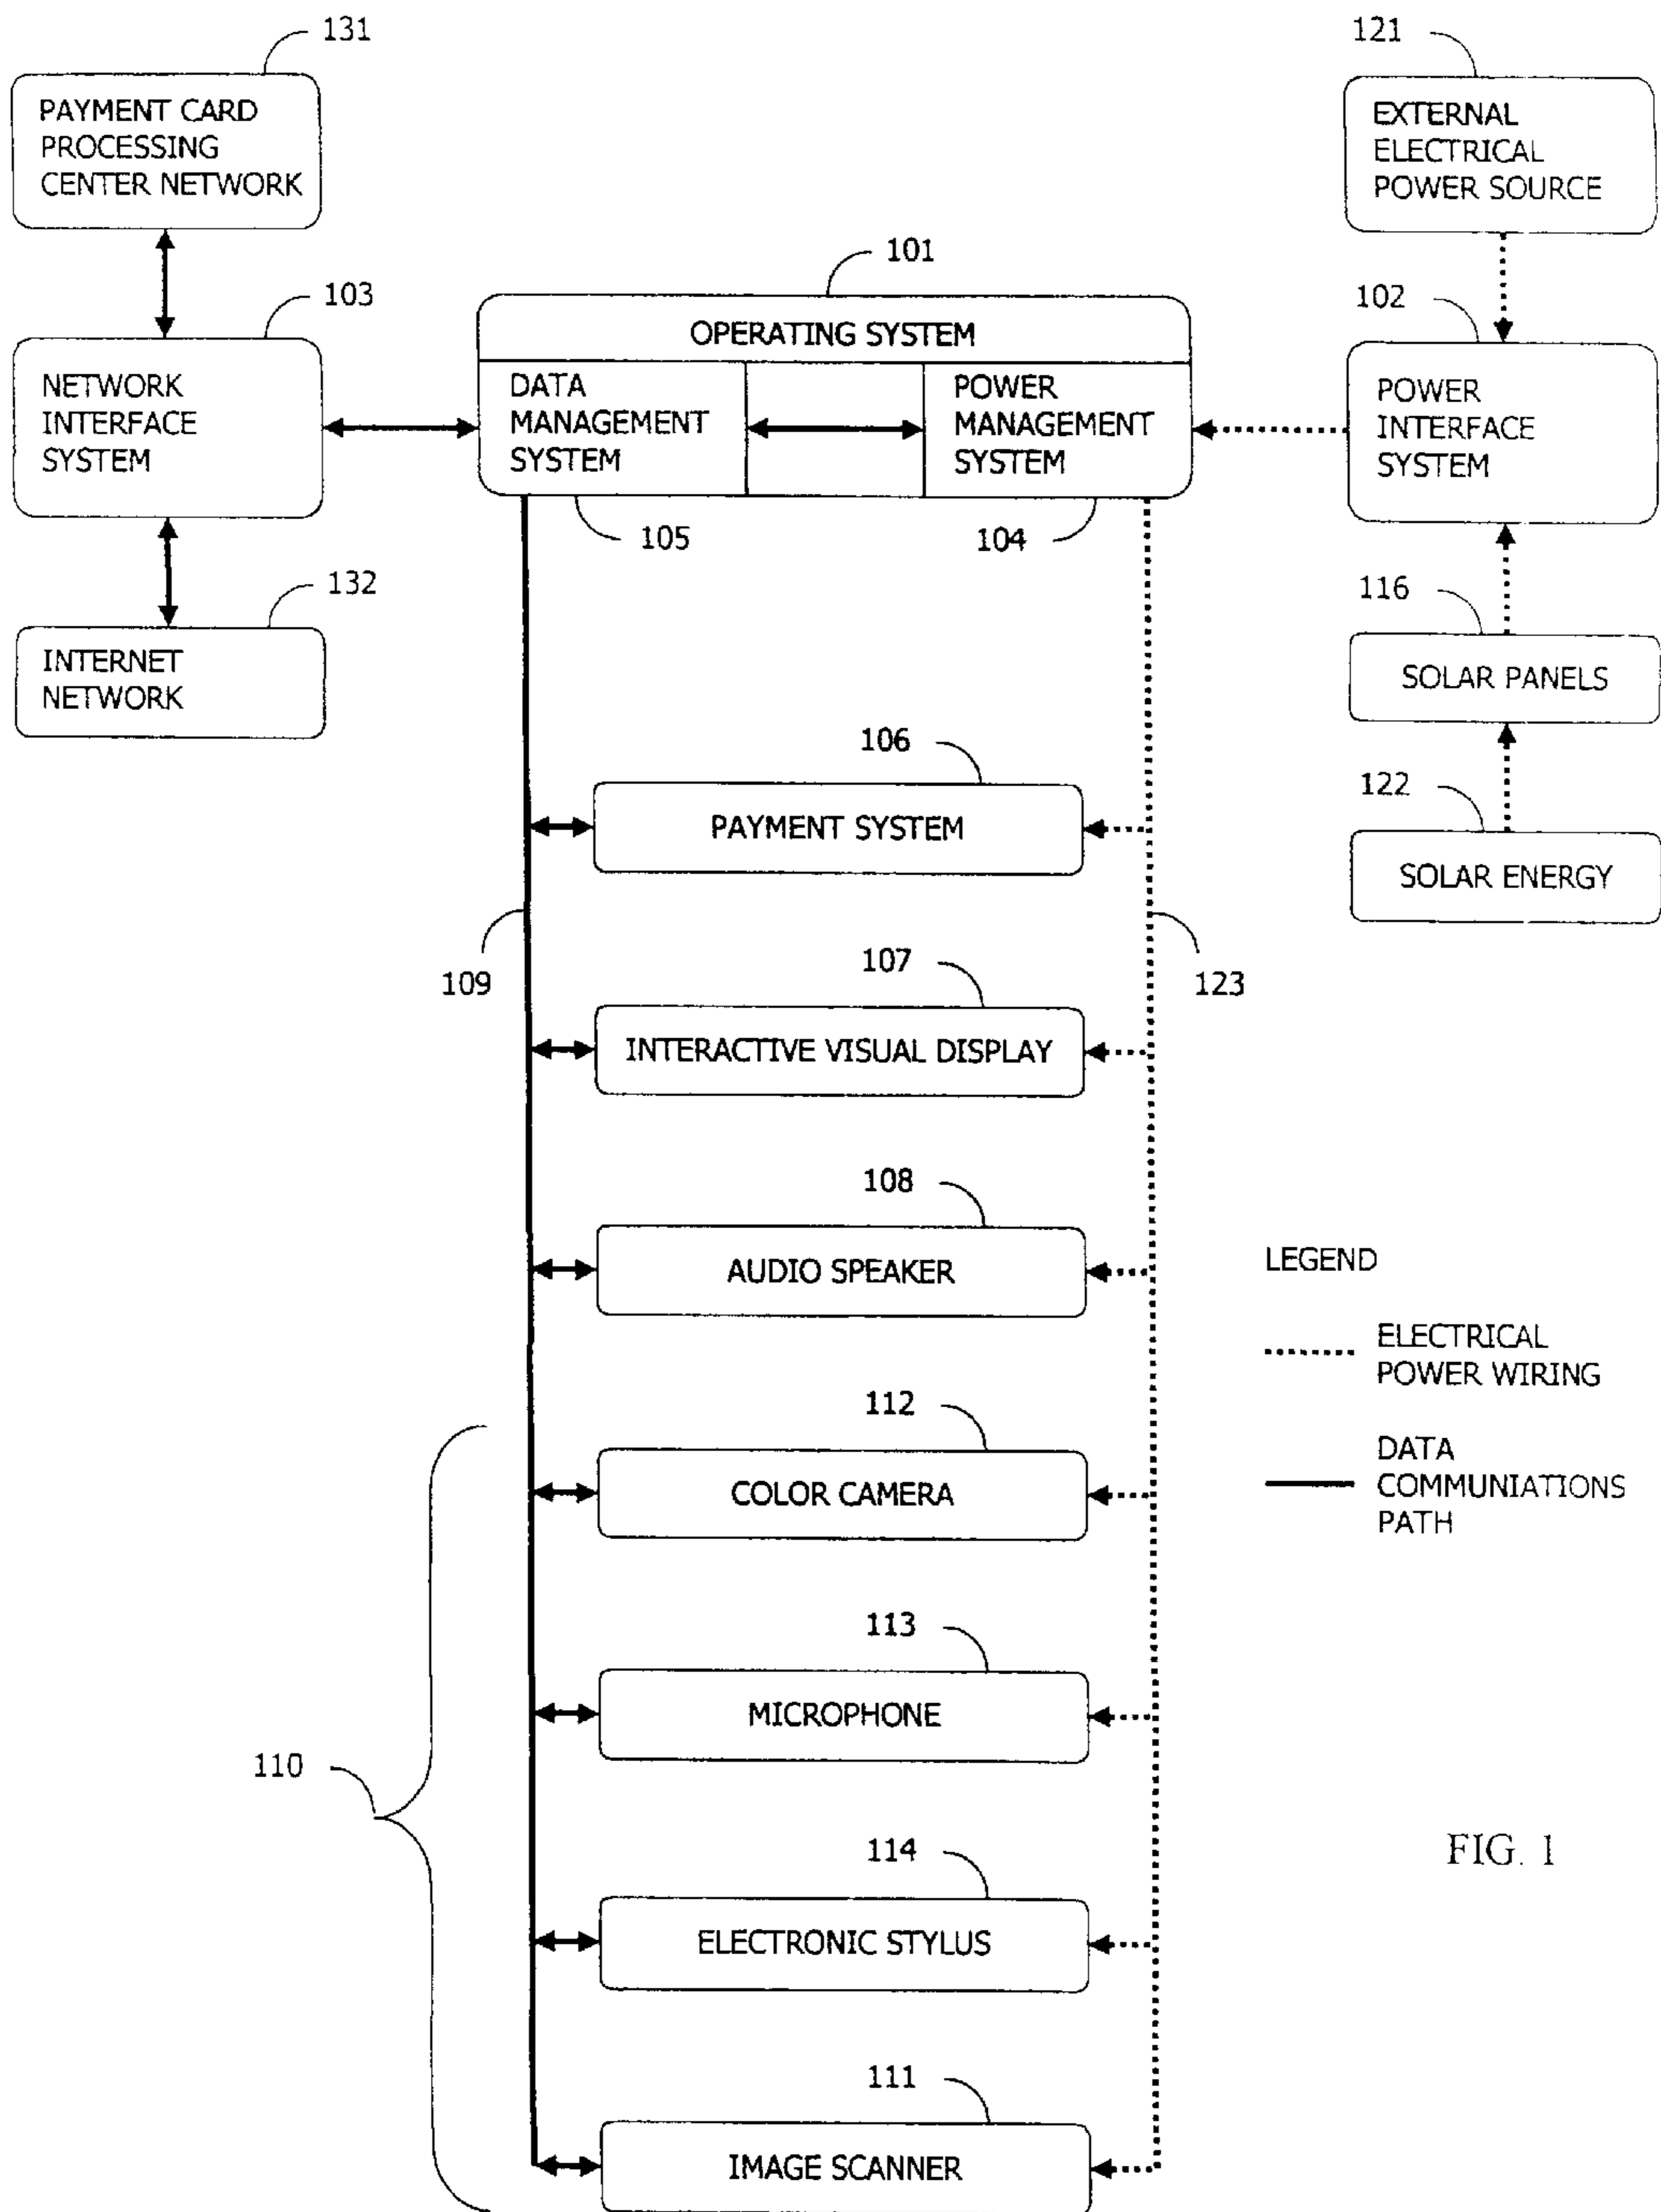 131
PAYMENT CARD
PROCESSING
CENTER NETWORK
121
EXTERNAL
ELECTRICAL
POWER SOURCE
103
NETWORK
INTERFACE
SYSTEM
101
OPERATING SYSTEM
DATA
MANAGEMENT
SYSTEM
POWER
MANAGEMENT
SYSTEM
105
104
102
POWER
INTERFACE
SYSTEM
132
INTERNET
NETWORK
116
SOLAR PANELS
122
SOLAR ENERGY
106
PAYMENT SYSTEM
109
123
107
INTERACTIVE VISUAL DISPLAY
108
AUDIO SPEAKER
LEGEND
ELECTRICAL
POWER WIRING
DATA
COMMUNIATIONS
PATH
112
COLOR CAMERA
113
MICROPHONE
110
114
ELECTRONIC STYLUS
FIG. 1
111
IMAGE SCANNER